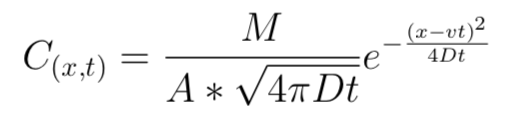 C_{(x,t)} = \frac{M}{A * \sqrt{4\pi Dt}} e^{-\frac{(x-vt)^2}{4Dt}}